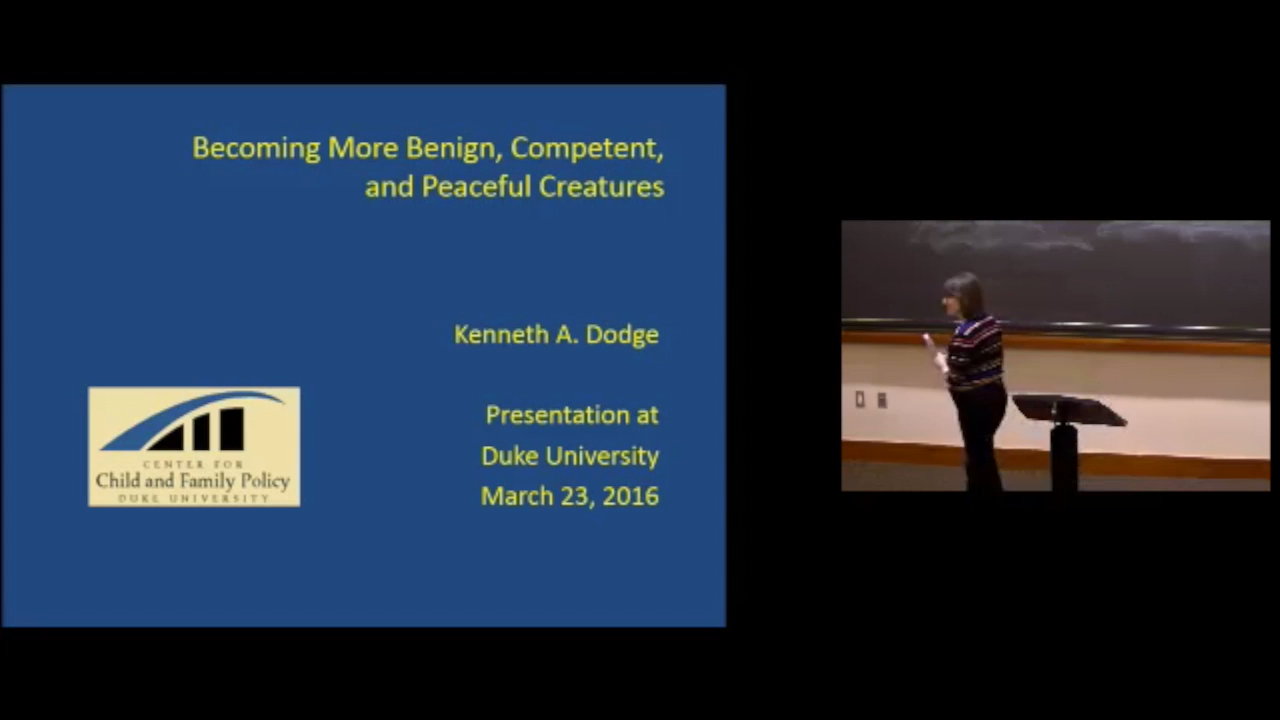 Becoming More Benign, Competent,
and Peaceful Creatures
Kenneth A. Dodge
Presentation at
Duke University
March 23, 2016
CENTER FOR
Child and Family Policy
DUKE UNIVERSITY